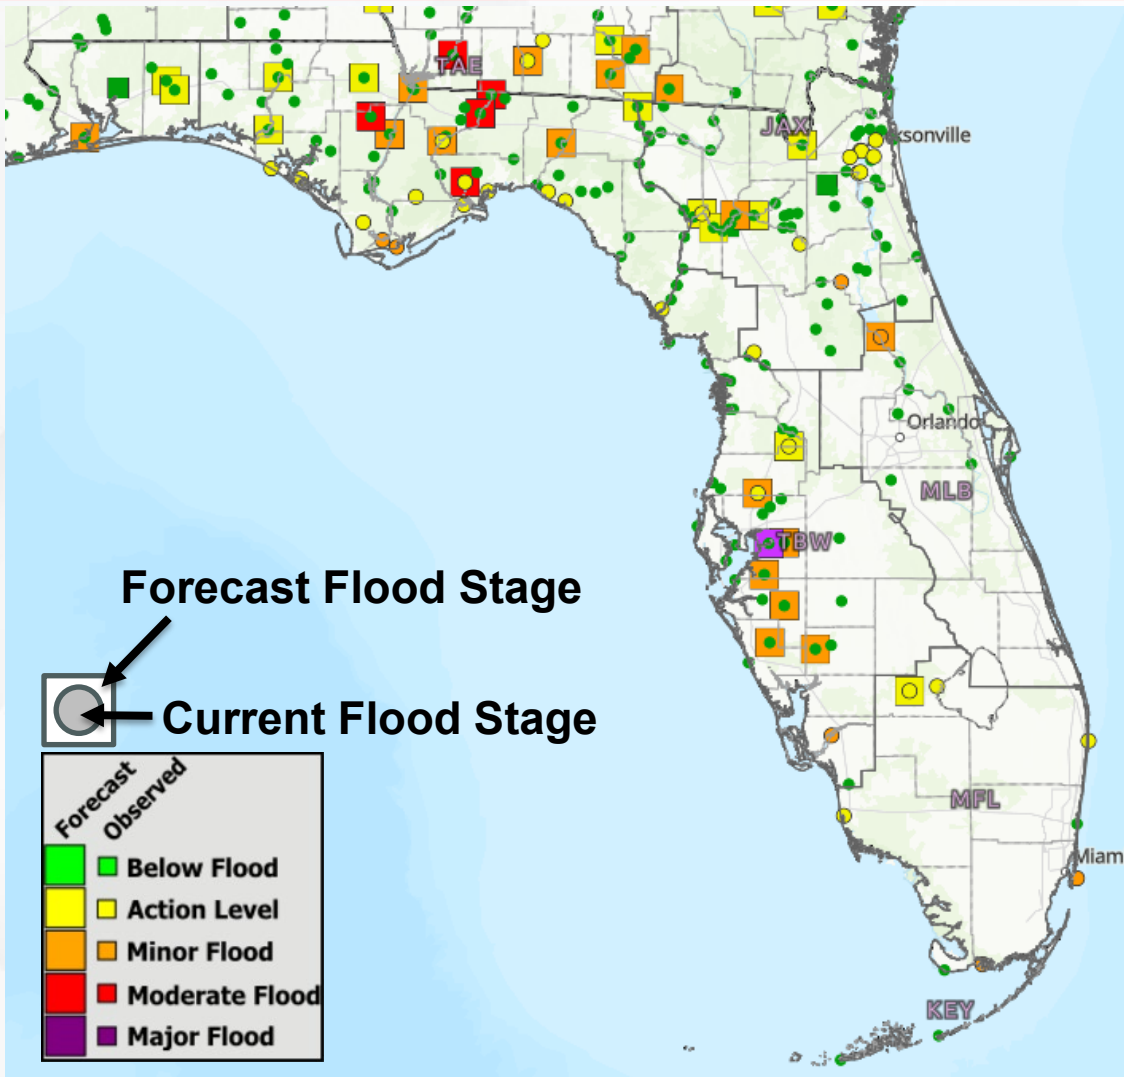 TAE
JAX
ksonville
Orlando
MLB
TBW
Forecast Flood Stage
Current Flood Stage
Forecast
Observed
Below Flood
Action Level
Minor Flood
Moderate Flood
Major Flood
MFL
Miam
KEY